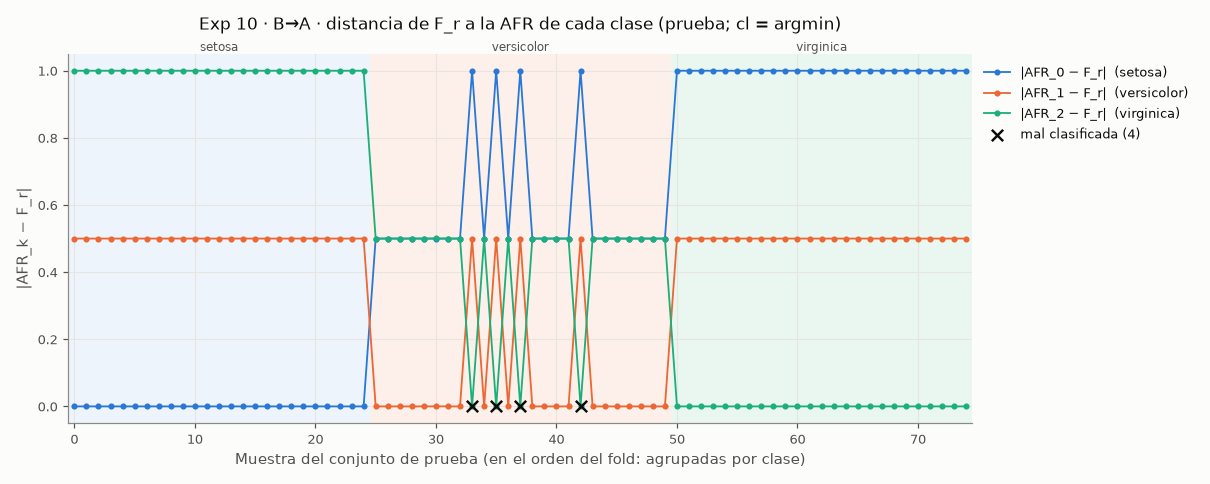 Exp 10 · B→A · distancia de F_r a la AFR de cada clase (prueba; cl = argmin)
setosa versicolor virginica
|AFR_0 − F_r| (setosa)
|AFR_1 − F_r| (versicolor)
|AFR_2 − F_r| (virginica)
mal clasificada (4)
|AFR_k − F_r|
1.0
0.8
0.6
0.4
0.2
0.0
0 10 20 30 40 50 60 70
Muestra del conjunto de prueba (en el orden del fold: agrupadas por clase)